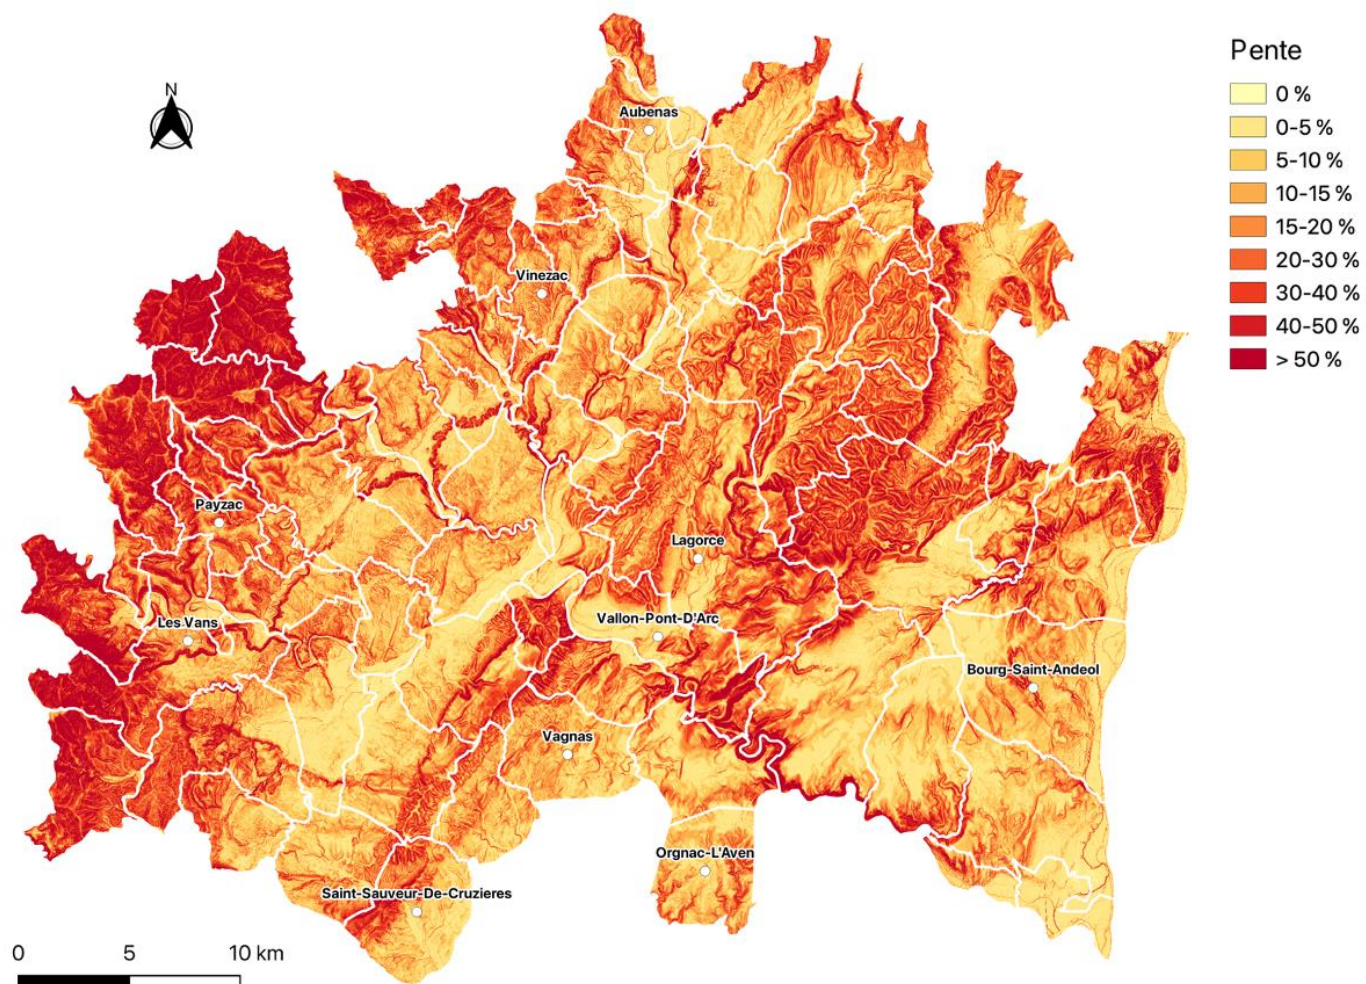 N
Pente
0 %
0-5 %
5-10 %
10-15 %
15-20 %
20-30 %
30-40 %
40-50 %
> 50 %
Aubenas
Vinezac
Payzac
Lagorce
Les Vans
Vallon-Pont-D'Arc
Bourg-Saint-Andeol
Vagnas
Orgnac-L'Aven
Saint-Sauveur-De-Cruzieres
0 5 10 km